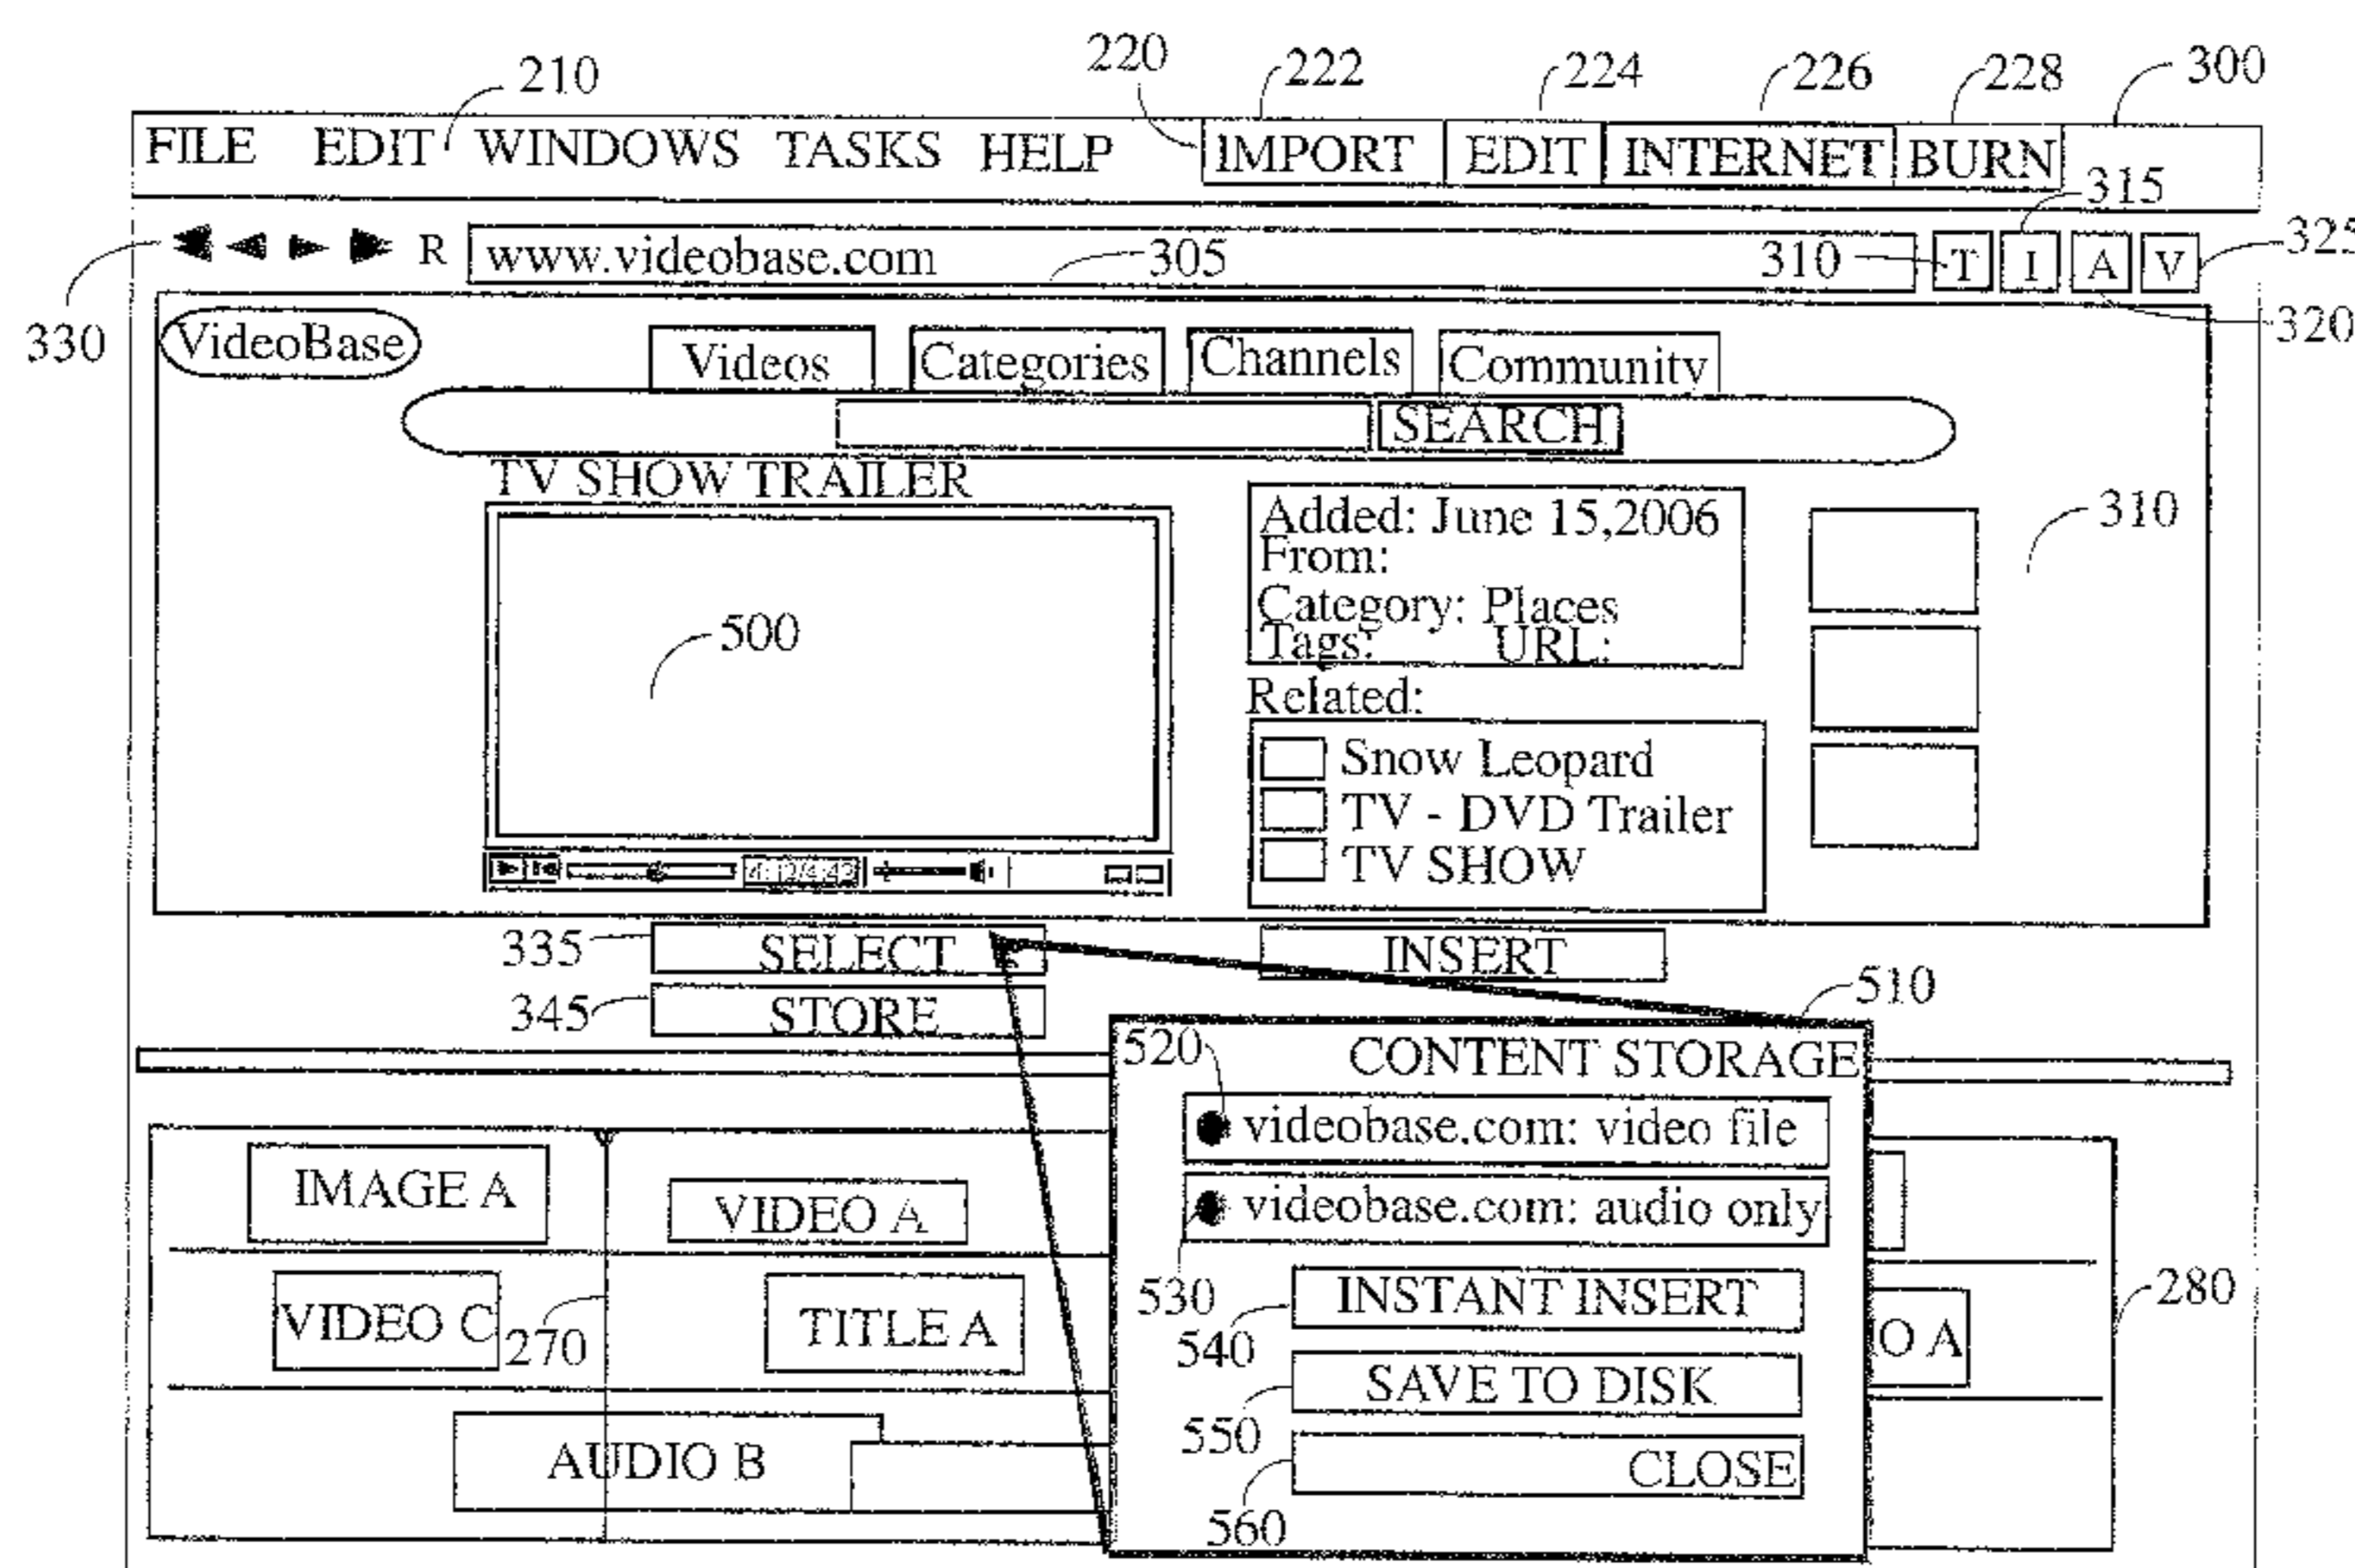 220 222 224 226 228 300
210
FILE EDIT WINDOWS TASKS HELP IMPORT EDIT INTERNET BURN
315
R www.videobase.com 305 310 T I A V 325
330 320
VideoBase Videos Categories Channels Community
SEARCH
TV SHOW TRAILER
Added: June 15,2006
From:
Category: Places
Tags: URL:
310
500
Related:
Snow Leopard
TV - DVD Trailer
TV SHOW
335 SELECT INSERT
345 STORE 510
520 CONTENT STORAGE
videobase.com: video file
videobase.com: audio only
IMAGE A VIDEO A
530 INSTANT INSERT 280
VIDEO C 270 TITLE A 540 O A
SAVE TO DISK
550
AUDIO B CLOSE
560